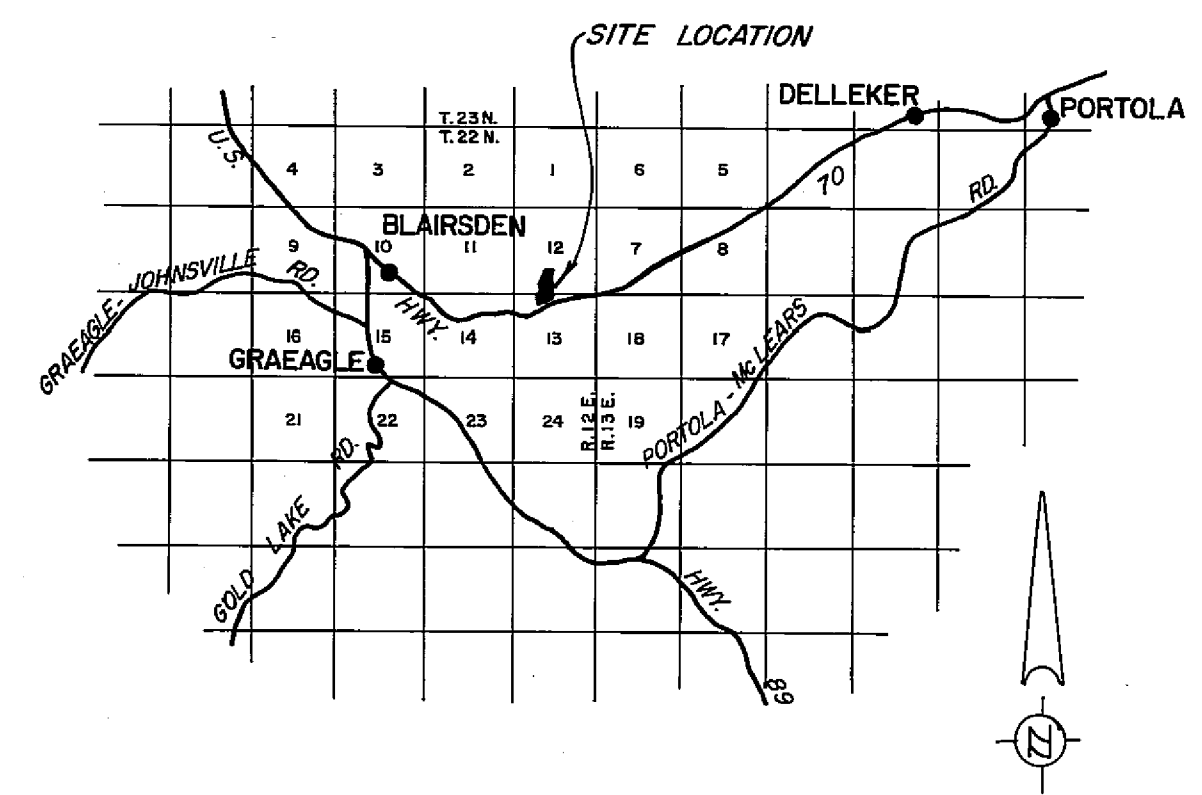 SITE LOCATION
DELLEKER
PORTOLA
T. 23 N.
T. 22 N.
U.S.
4 3 2 1 6 5
70
RD.
BLAIRSDEN
9 10 11 12 7 8
GRAEAGLE - JOHNSVILLE RD.
HWY.
16 15 14 13 18 17
GRAEAGLE
PORTOLA - McLEARS
21 22 23 24 19
R. 12 E.
R. 13 E.
GOLD LAKE RD.
HWY.
89
N